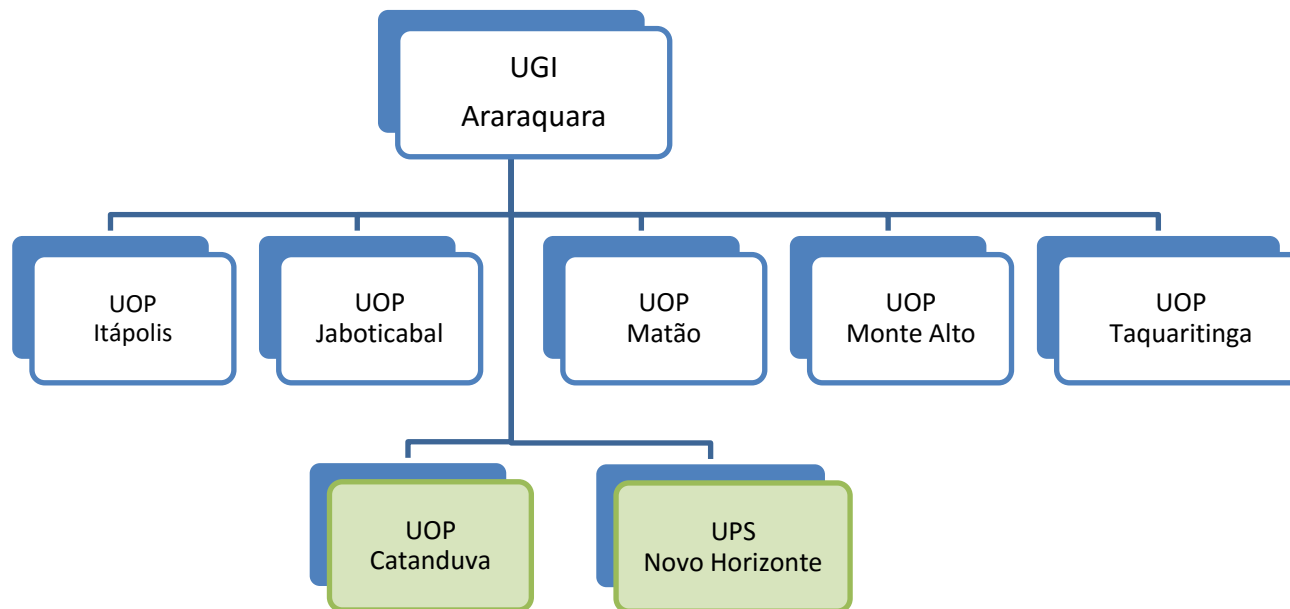 UGI
Araraquara
UOP
Itápolis
UOP
Jaboticabal
UOP
Matão
UOP
Monte Alto
UOP
Taquaritinga
UOP
Catanduva
UPS
Novo Horizonte